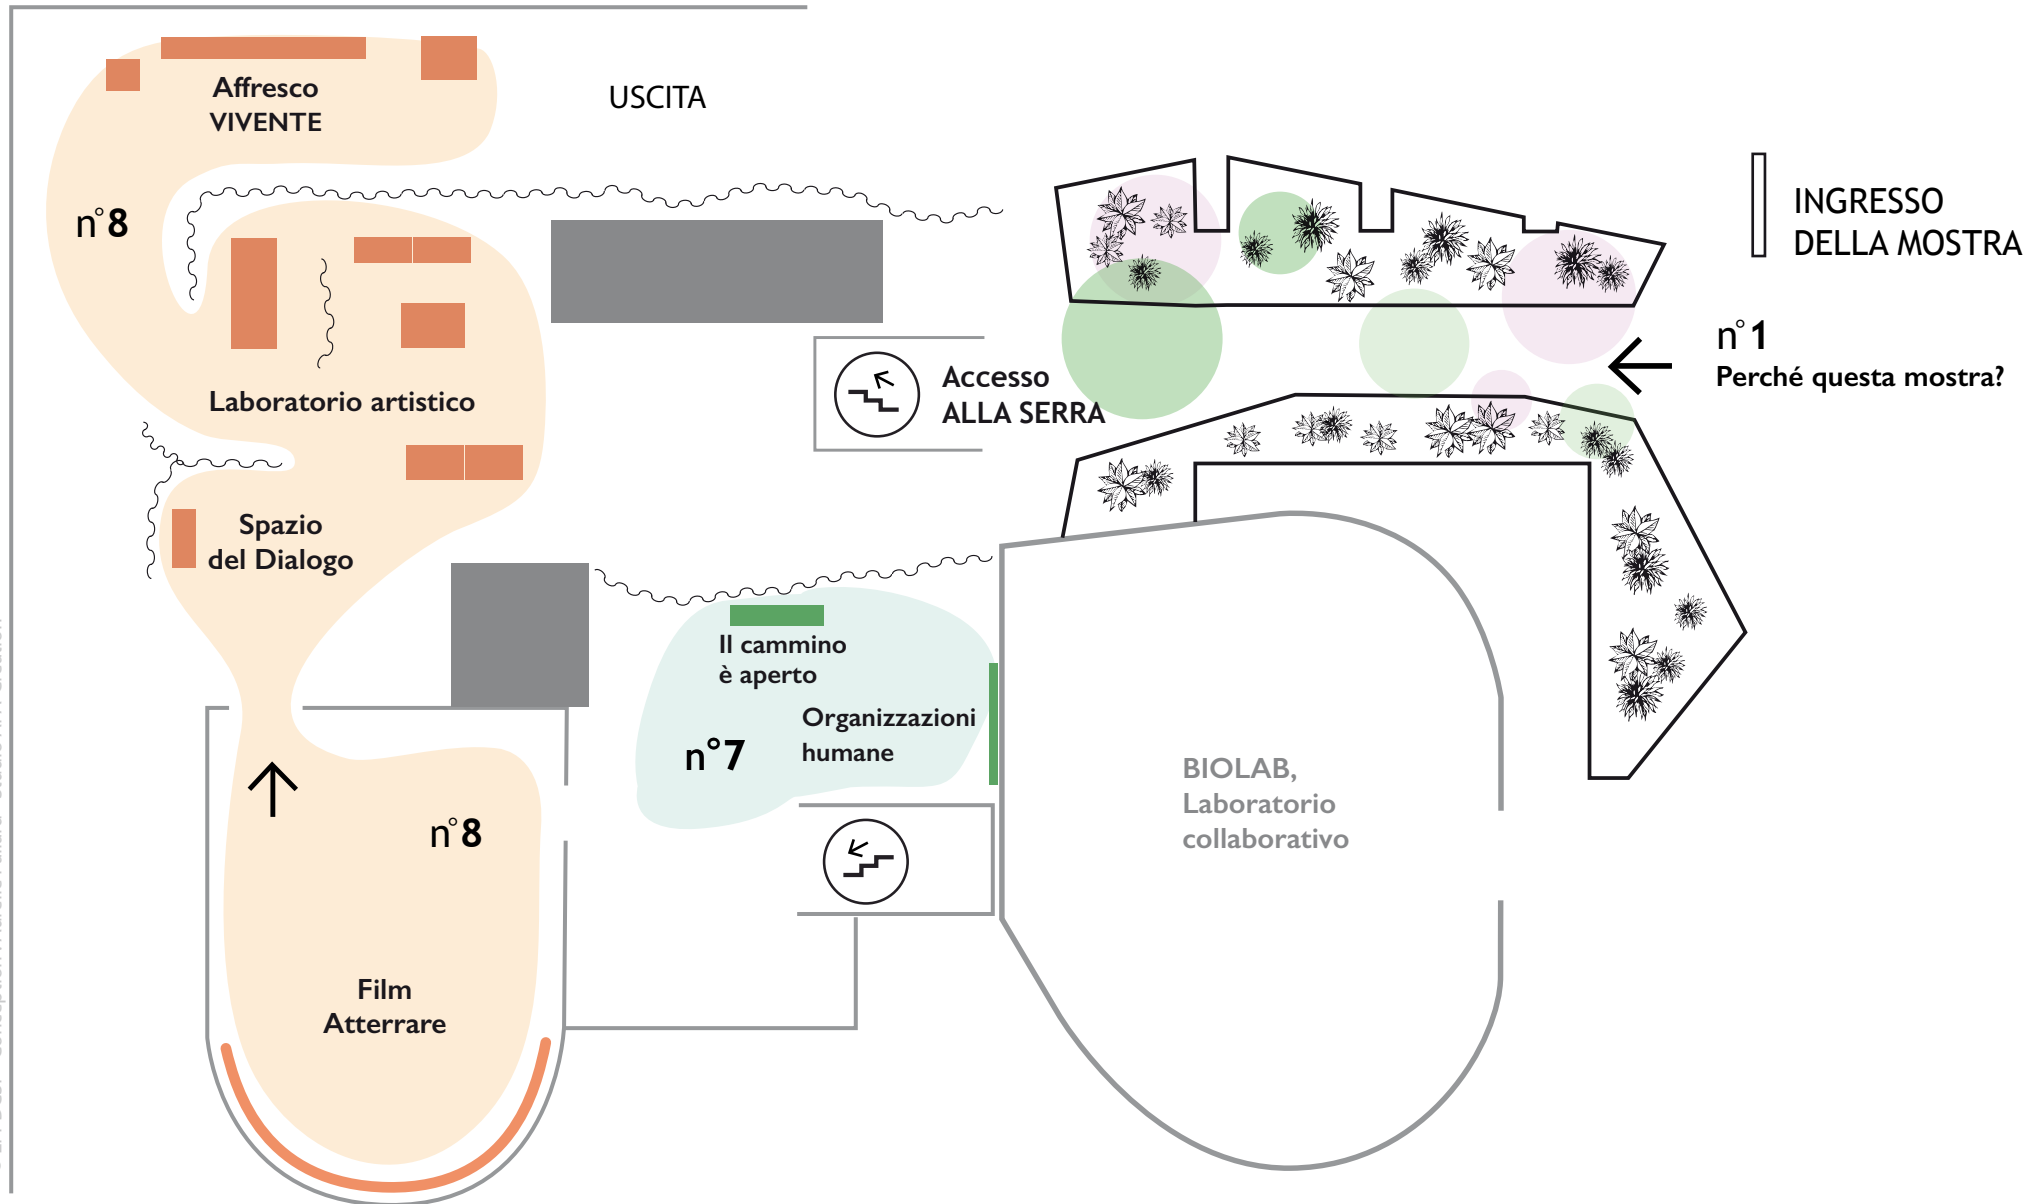 Affresco
VIVENTE
USCITA
n°8
INGRESSO
DELLA MOSTRA
n°1
Perché questa mostra?
Accesso
ALLA SERRA
Laboratorio artistico
Spazio
del Dialogo
Il cammino
è aperto
Organizzazioni
humane
n°7
BIOLAB,
Laboratorio
collaborativo
n°8
Film
Atterrare